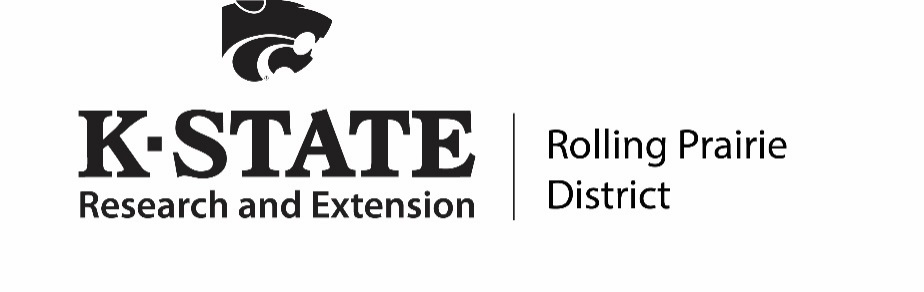 K-STATE
Research and Extension
Rolling Prairie
District